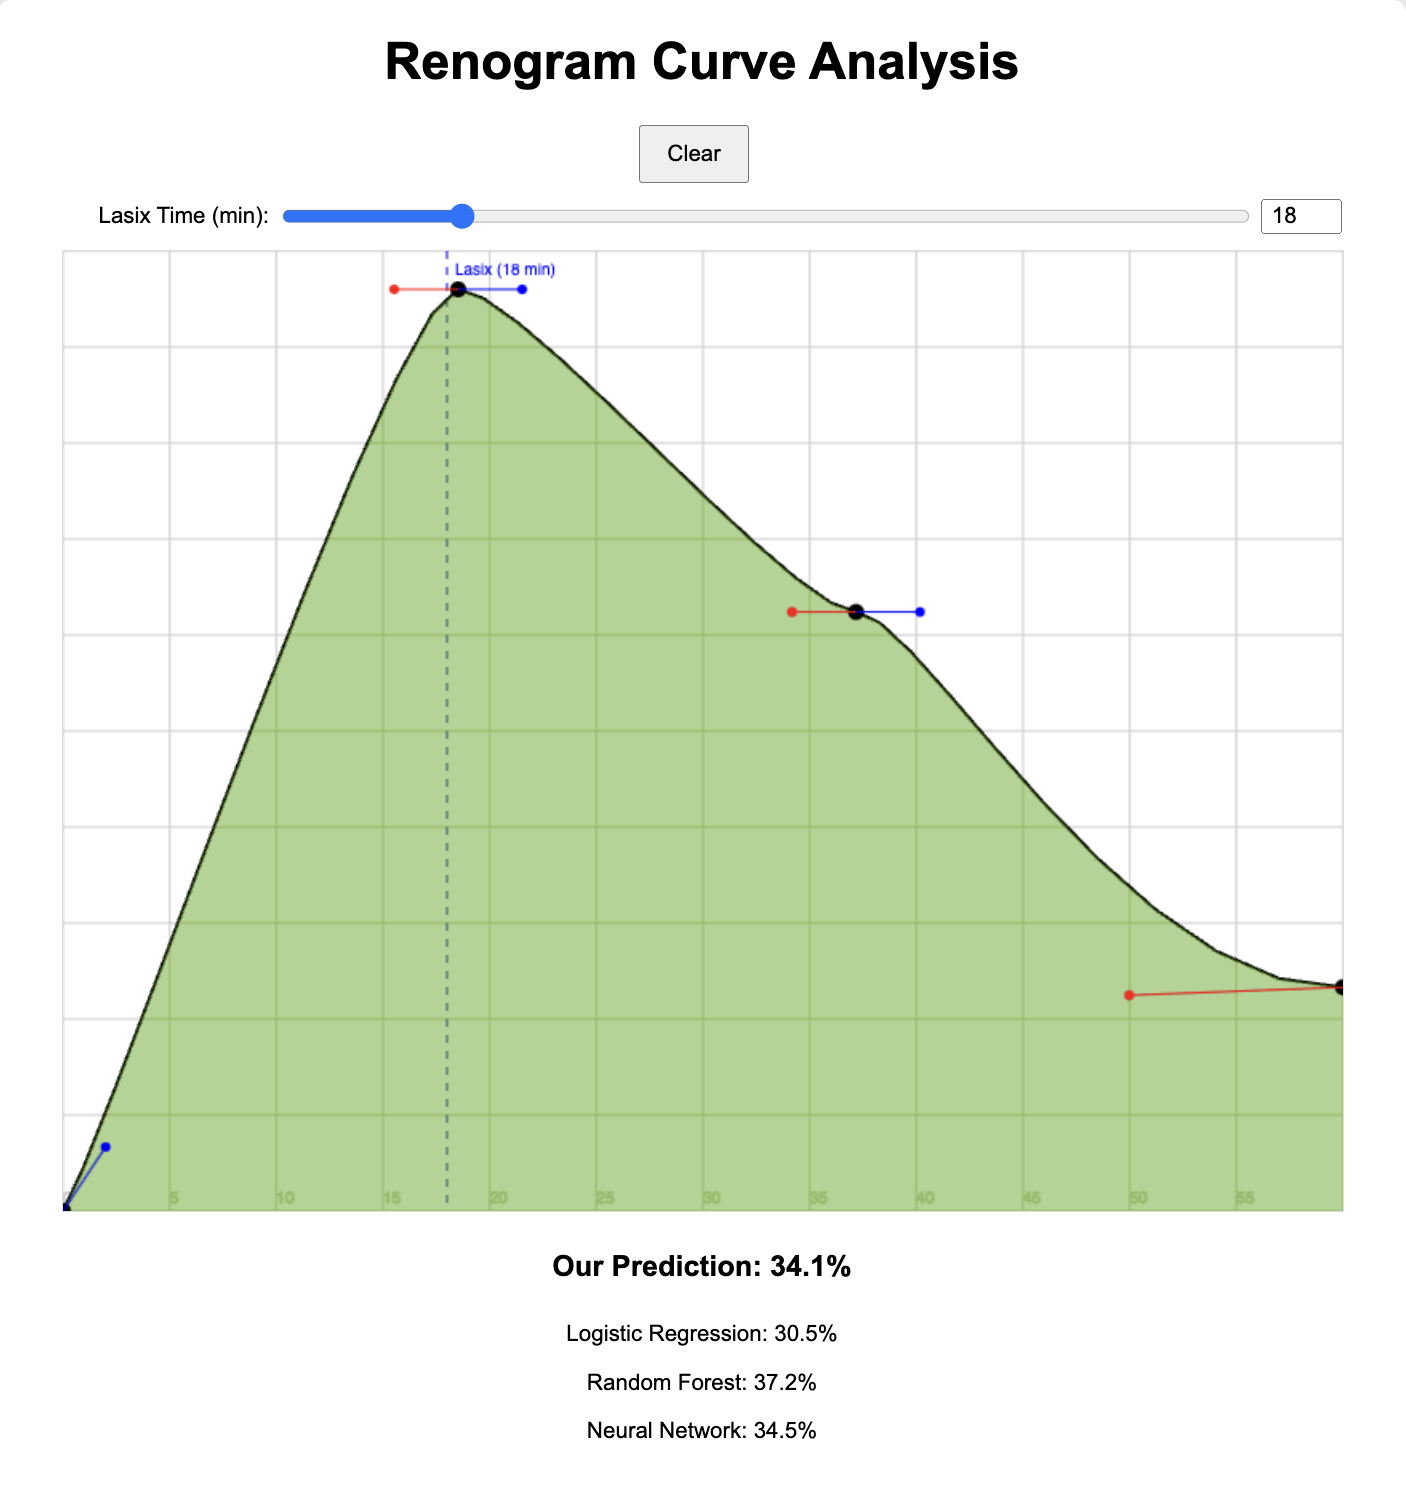 Renogram Curve Analysis
Clear
Lasix Time (min):
18
Lasix (18 min)
5 10 15 20 25 30 35 40 45 50 55
Our Prediction: 34.1%
Logistic Regression: 30.5%
Random Forest: 37.2%
Neural Network: 34.5%